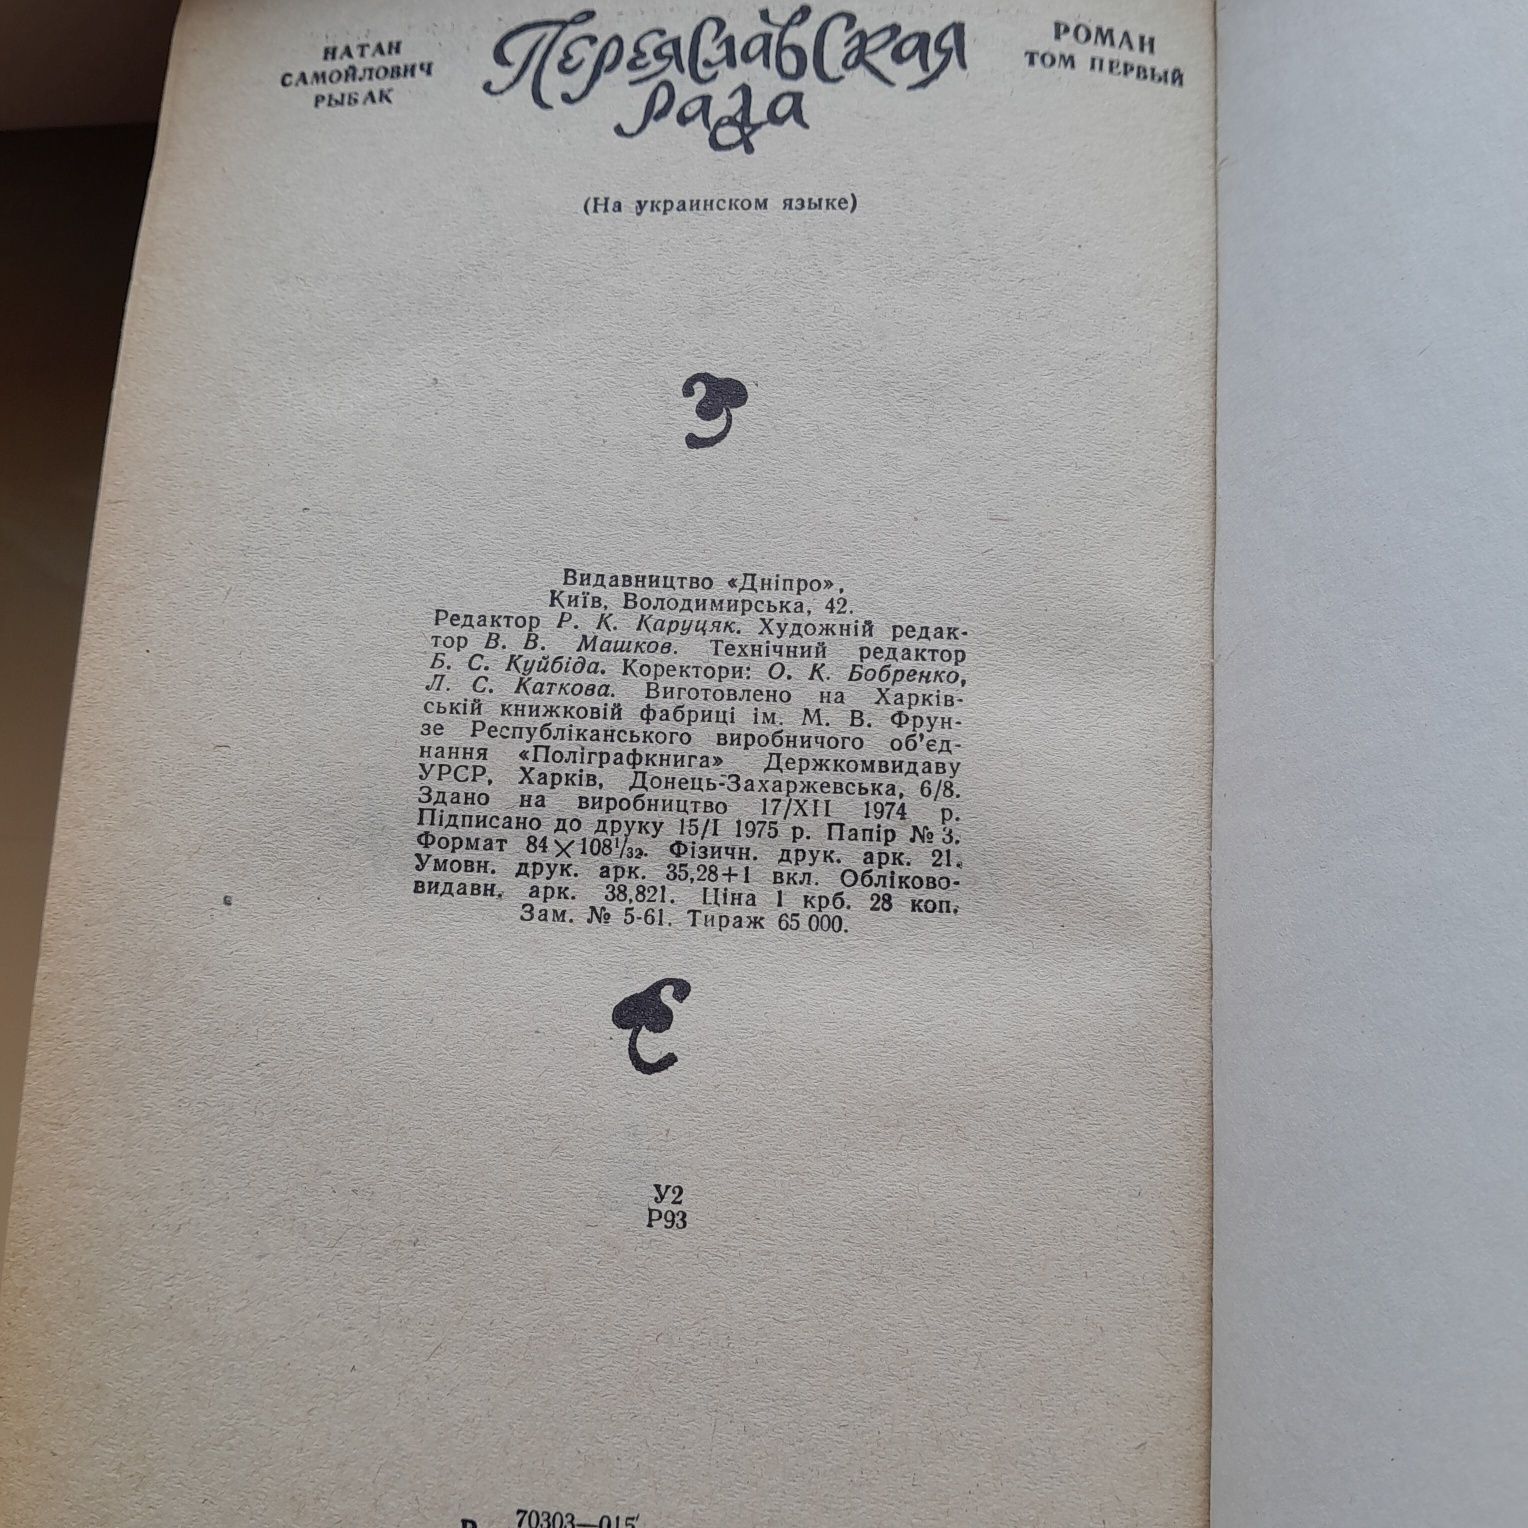 НАТАН
САМОЙЛОВИЧ
РЫБАК
Переяславская
рада
РОМАН
ТОМ ПЕРВЫЙ
(На украинском языке)
Видавництво «Дніпро»,
Київ, Володимирська, 42.
Редактор Р. К. Каруцяк. Художній редак-
тор В. В. Машков. Технічний редактор
Б. С. Куйбіда. Коректори: О. К. Бобренко,
Л. С. Каткова. Виготовлено на Харків-
ській книжковій фабриці ім. М. В. Фрун-
зе Республіканського виробничого об'єд-
нання «Поліграфкнига» Держкомвидаву
УРСР, Харків, Донець-Захаржевська, 6/8.
Здано на виробництво 17/XII 1974 р.
Підписано до друку 15/I 1975 р. Папір № 3.
Формат 84×108¹/₃₂. Фізичн. друк. арк. 21.
Умовн. друк. арк. 35,28+1 вкл. Обліково-
видавн. арк. 38,821. Ціна 1 крб. 28 коп.
Зам. № 5-61. Тираж 65 000.
У2
Р93
70303—015